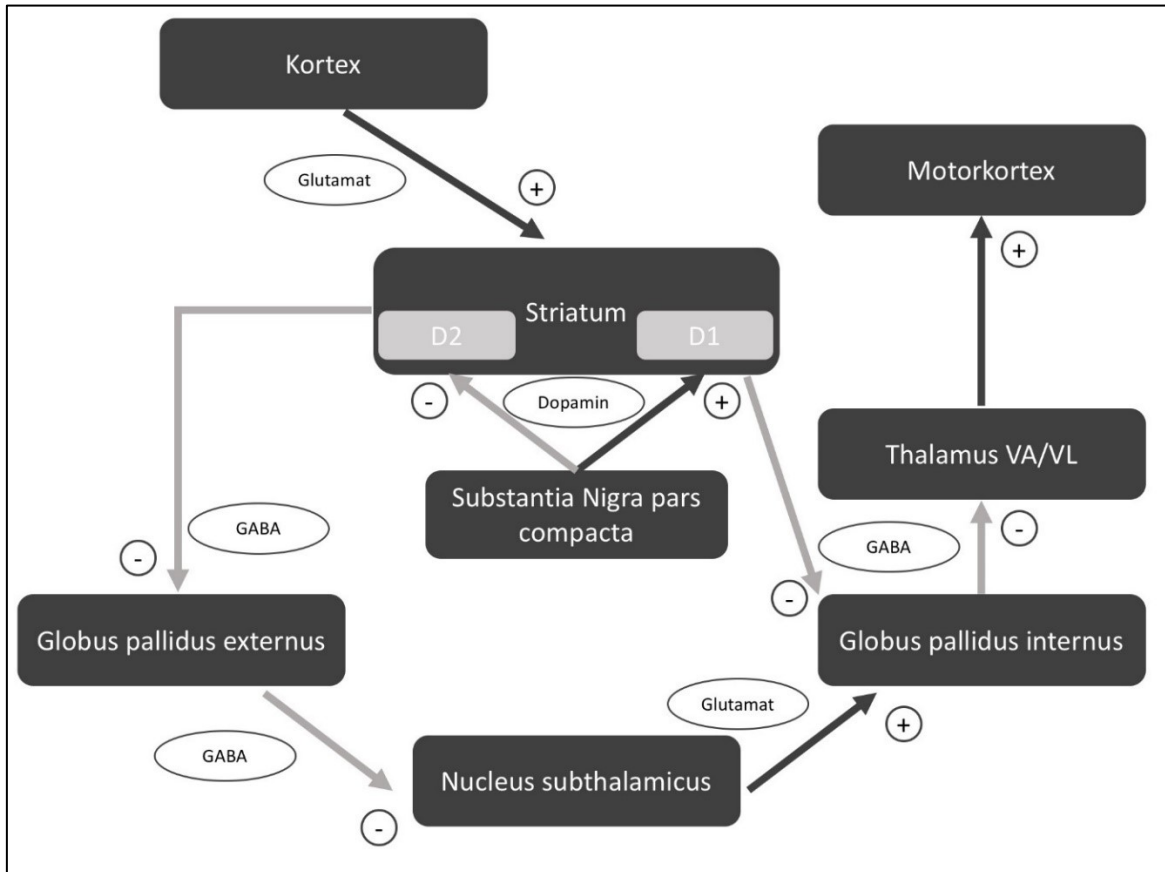 Kortex
Glutamat
+
Motorkortex
+
Striatum
D2
D1
-
Dopamin
+
Thalamus VA/VL
Substantia Nigra pars
compacta
GABA
-
GABA
-
-
Globus pallidus externus
Globus pallidus internus
Glutamat
+
GABA
Nucleus subthalamicus
-